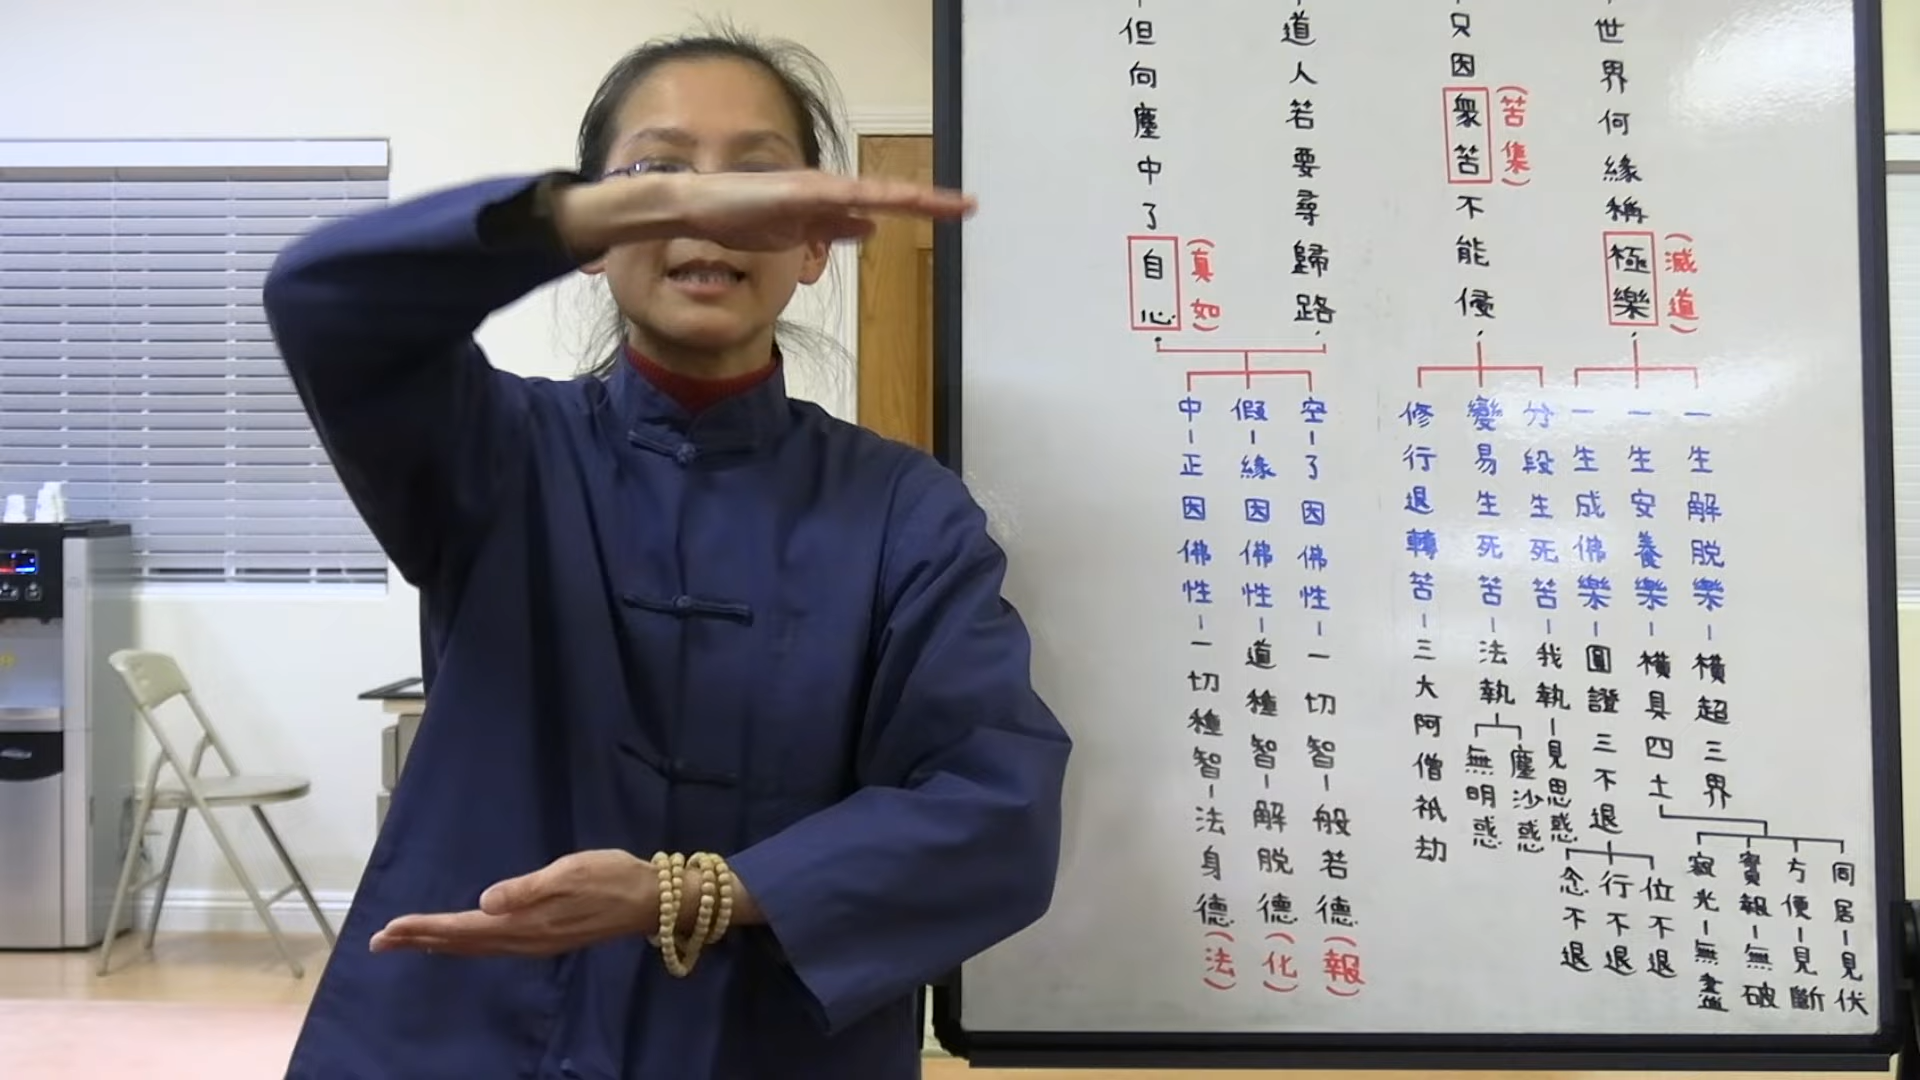 世界何緣稱極樂
(滅道)
只因衆苦不能侵
(苦集)
道人若要尋歸路
但向塵中了自心
(真如)
一生解脱樂-橫超三界
一生安養樂-橫具四土
同居-見伏
方便-見斷
實報-無破
寂光-無盡
一生成佛樂-圓證三不退
位不退
行不退
念不退
分段生死苦-我執-見思惑
變易生死苦-法執
塵沙惑
無明惑
修行退轉苦-三大阿僧祇劫
空-了因佛性-一切智-般若德(報)
假-緣因佛性-道種智-解脱德(化)
中-正因佛性-一切種智-法身德(法)